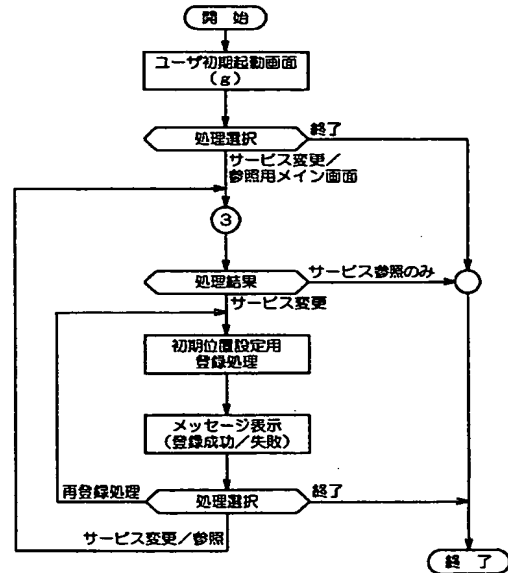 開 始
ユーザ初期起動画面
(g)
処理選択
終了
サービス変更/
参照用メイン画面
3
処理結果
サービス参照のみ
サービス変更
初期位置設定用
登録処理
メッセージ表示
(登録成功/失敗)
再登録処理
処理選択
終了
サービス変更/参照
終 了